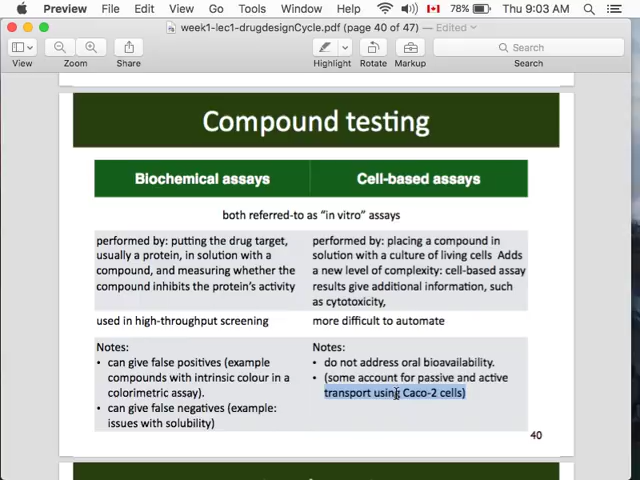 Preview File Edit View Go Tools Window Help 78% Thu 9:03 AM
week1-lec1-drugdesignCycle.pdf (page 40 of 47) — Edited
Search
View Zoom Share Highlight Rotate Markup Search
Compound testing
Biochemical assays Cell-based assays
both referred-to as “in vitro” assays
performed by: putting the drug target,
usually a protein, in solution with a
compound, and measuring whether the
compound inhibits the protein's activity
performed by: placing a compound in
solution with a culture of living cells Adds
a new level of complexity: cell-based assay
results give additional information, such
as cytotoxicity,
used in high-throughput screening
more difficult to automate
Notes:
• can give false positives (example
compounds with intrinsic colour in a
colorimetric assay).
• can give false negatives (example:
issues with solubility)
Notes:
• do not address oral bioavailability.
• (some account for passive and active
transport using Caco-2 cells)
40